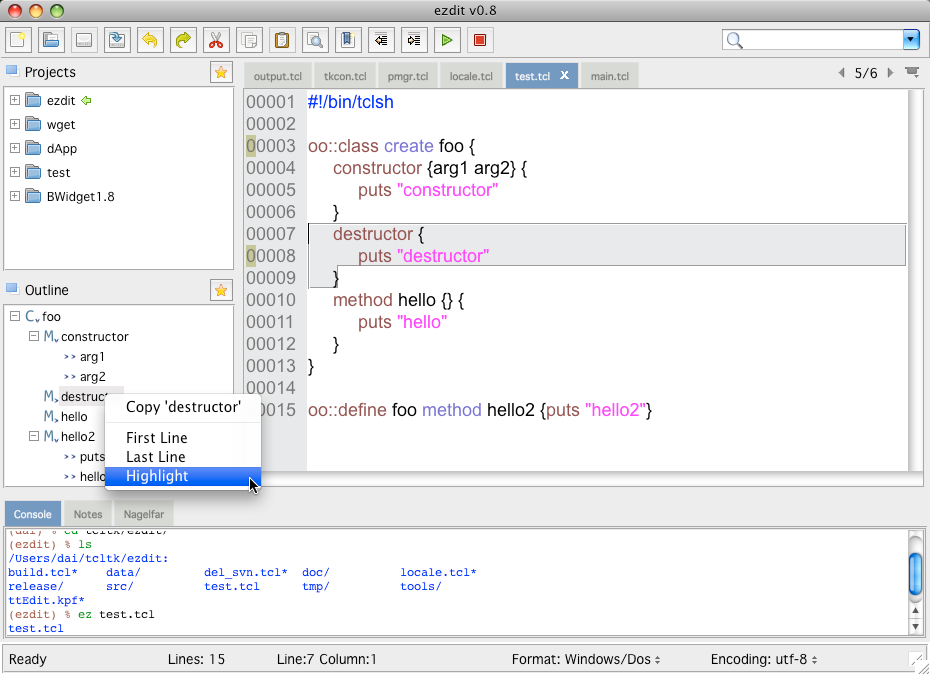 ezdit v0.8
Projects
ezdit
wget
dApp
test
BWidget1.8
Outline
C foo
M constructor
>> arg1
>> arg2
M destruct
M hello
M hello2
>> puts
>> hello
Copy 'destructor'
First Line
Last Line
Highlight
output.tcl tkcon.tcl pmgr.tcl locale.tcl test.tcl X main.tcl 5/6
00001 #!/bin/tclsh
00002
00003 oo::class create foo {
00004 constructor {arg1 arg2} {
00005 puts "constructor"
00006 }
00007 destructor {
00008 puts "destructor"
00009 }
00010 method hello {} {
00011 puts "hello"
00012 }
00013 }
00014
0015 oo::define foo method hello2 {puts "hello2"}
Console Notes Nagelfar
(dai) % cd tcltk/ezdit/
(ezdit) % ls
/Users/dai/tcltk/ezdit:
build.tcl* data/ del_svn.tcl* doc/ locale.tcl*
release/ src/ test.tcl tmp/ tools/
ttEdit.kpf*
(ezdit) % ez test.tcl
test.tcl
Ready Lines: 15 Line:7 Column:1 Format: Windows/Dos Encoding: utf-8